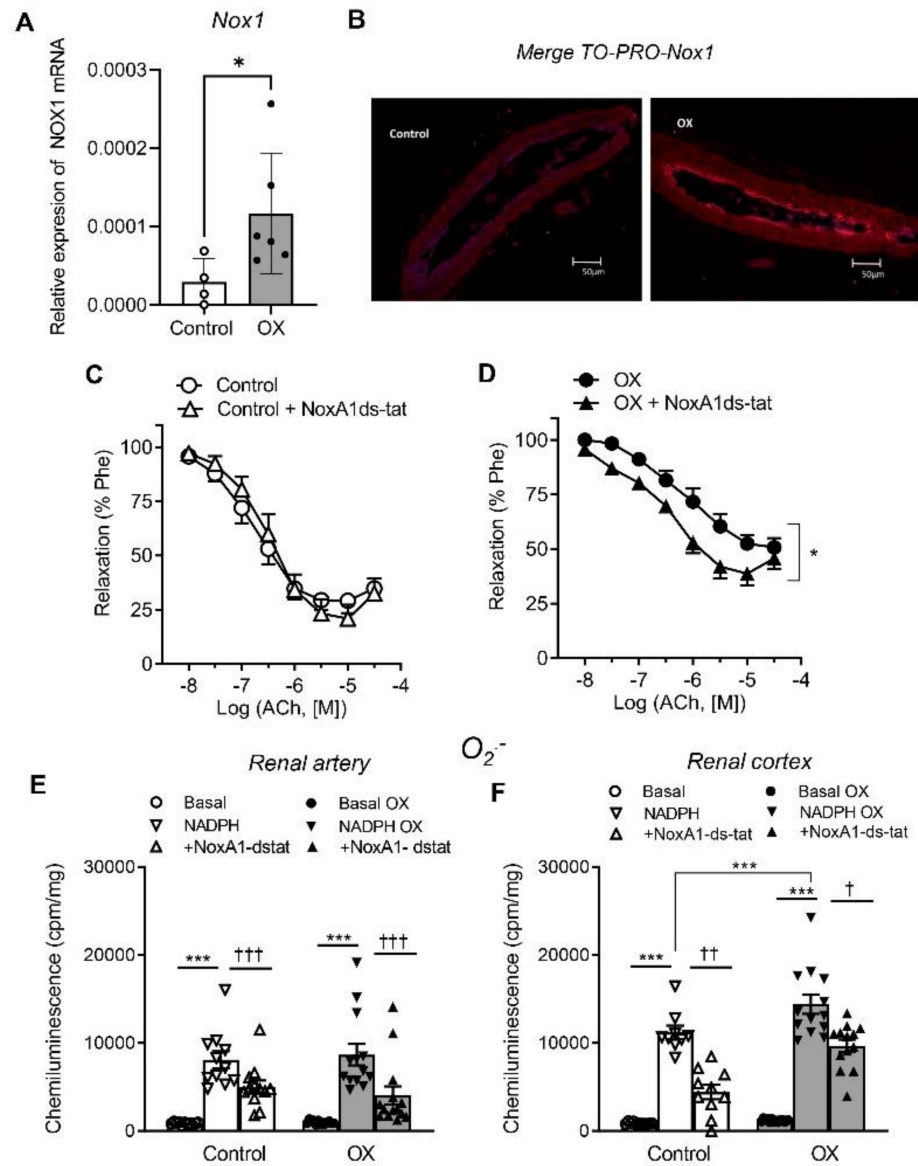 A
Nox1
Relative expresion of NOX1 mRNA
0.0003
0.0002
0.0001
0.0000
*
Control
OX
B
Merge TO-PRO-Nox1
Control
50μm
OX
50μm
C
Control
Control + NoxA1ds-tat
Relaxation (% Phe)
100
75
50
25
0
-8
-7
-6
-5
-4
Log (ACh, [M])
D
OX
OX + NoxA1ds-tat
Relaxation (% Phe)
100
75
50
25
0
*
-8
-7
-6
-5
-4
Log (ACh, [M])
O2.-
E
Renal artery
Basal
NADPH
+NoxA1-dstat
Basal OX
NADPH OX
+NoxA1- dstat
Chemiluminescence (cpm/mg)
30000
20000
10000
0
***
†††
***
†††
Control
OX
F
Renal cortex
Basal
NADPH
+NoxA1-ds-tat
Basal OX
NADPH OX
+NoxA1-ds-tat
Chemiluminescence (cpm/mg)
30000
20000
10000
0
***
***
††
***
†
Control
OX